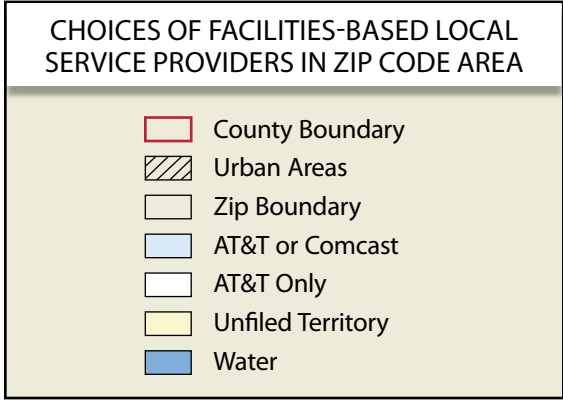 CHOICES OF FACILITIES-BASED LOCAL
SERVICE PROVIDERS IN ZIP CODE AREA
County Boundary
Urban Areas
Zip Boundary
AT&T or Comcast
AT&T Only
Unfiled Territory
Water